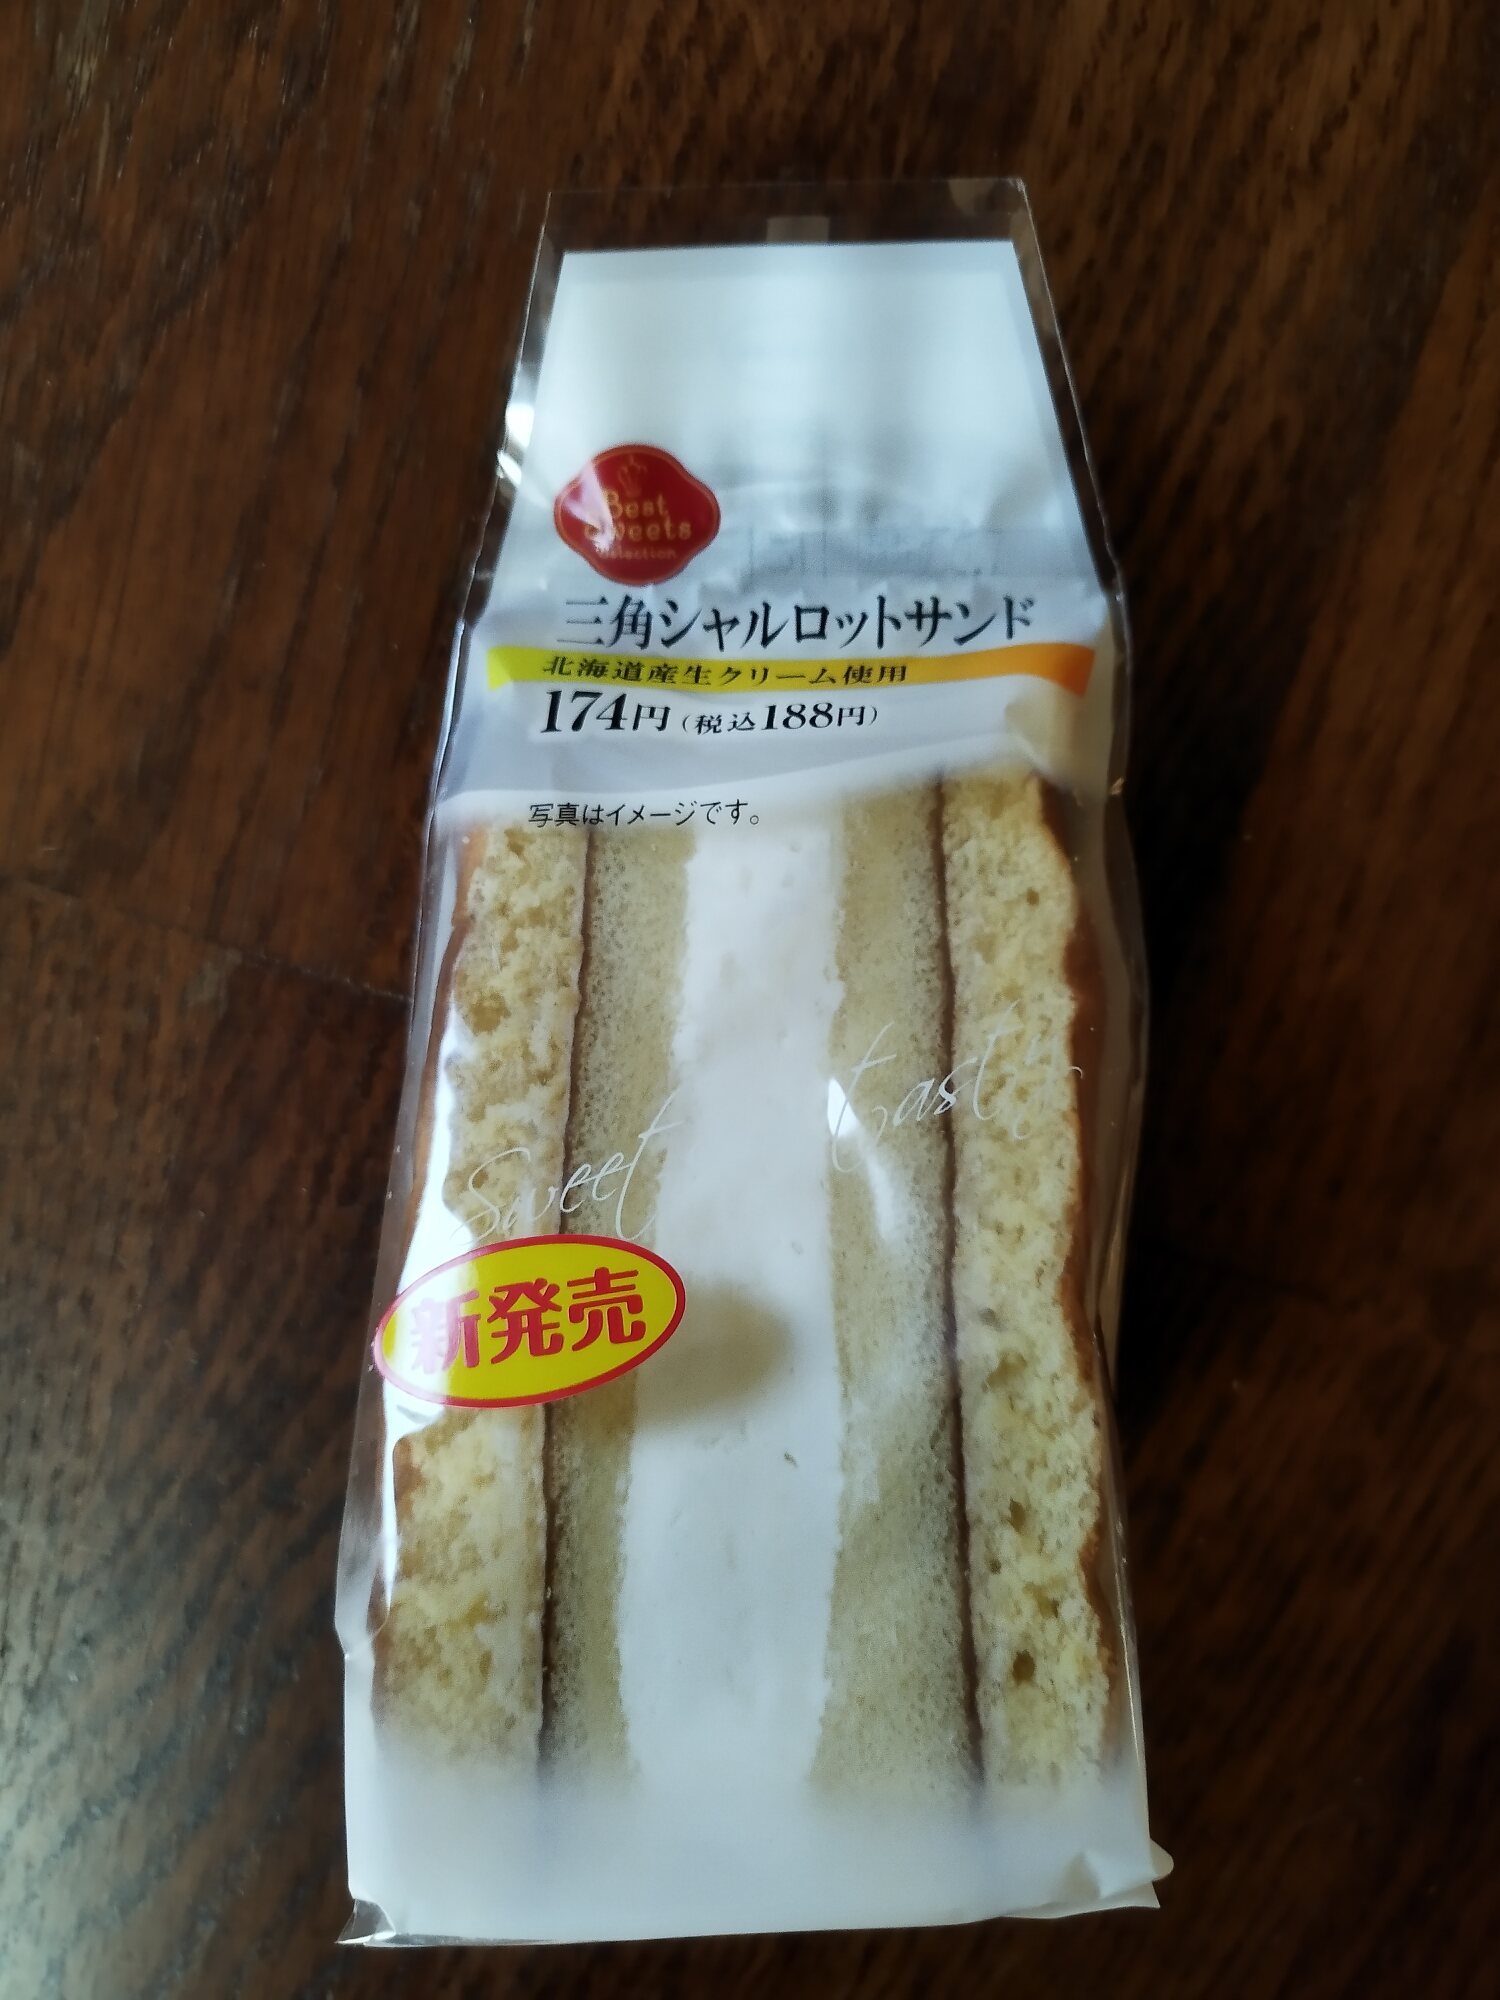 Best
Sweets
Selection
三角シャルロットサンド
北海道産生クリーム使用
174円(税込188円)
写真はイメージです。
Sweet tasty
新発売